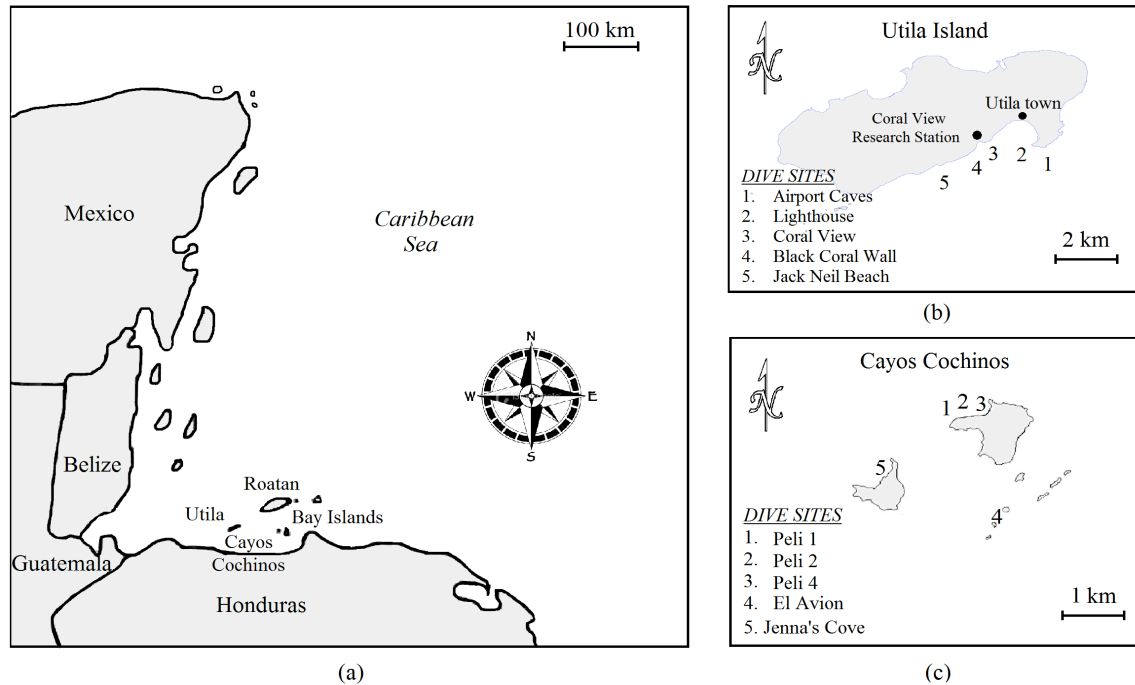 100 km
Mexico
Caribbean
Sea
N
W
E
S
Belize
Roatan
Utila
Bay Islands
Cayos
Cochinos
Guatemala
Honduras
(a)
Utila Island
N
Utila town
Coral View
Research Station
3
2
1
4
5
DIVE SITES
1. Airport Caves
2. Lighthouse
3. Coral View
4. Black Coral Wall
5. Jack Neil Beach
2 km
(b)
Cayos Cochinos
N
1 2 3
5
4
DIVE SITES
1. Peli 1
2. Peli 2
3. Peli 4
4. El Avion
5. Jenna's Cove
1 km
(c)